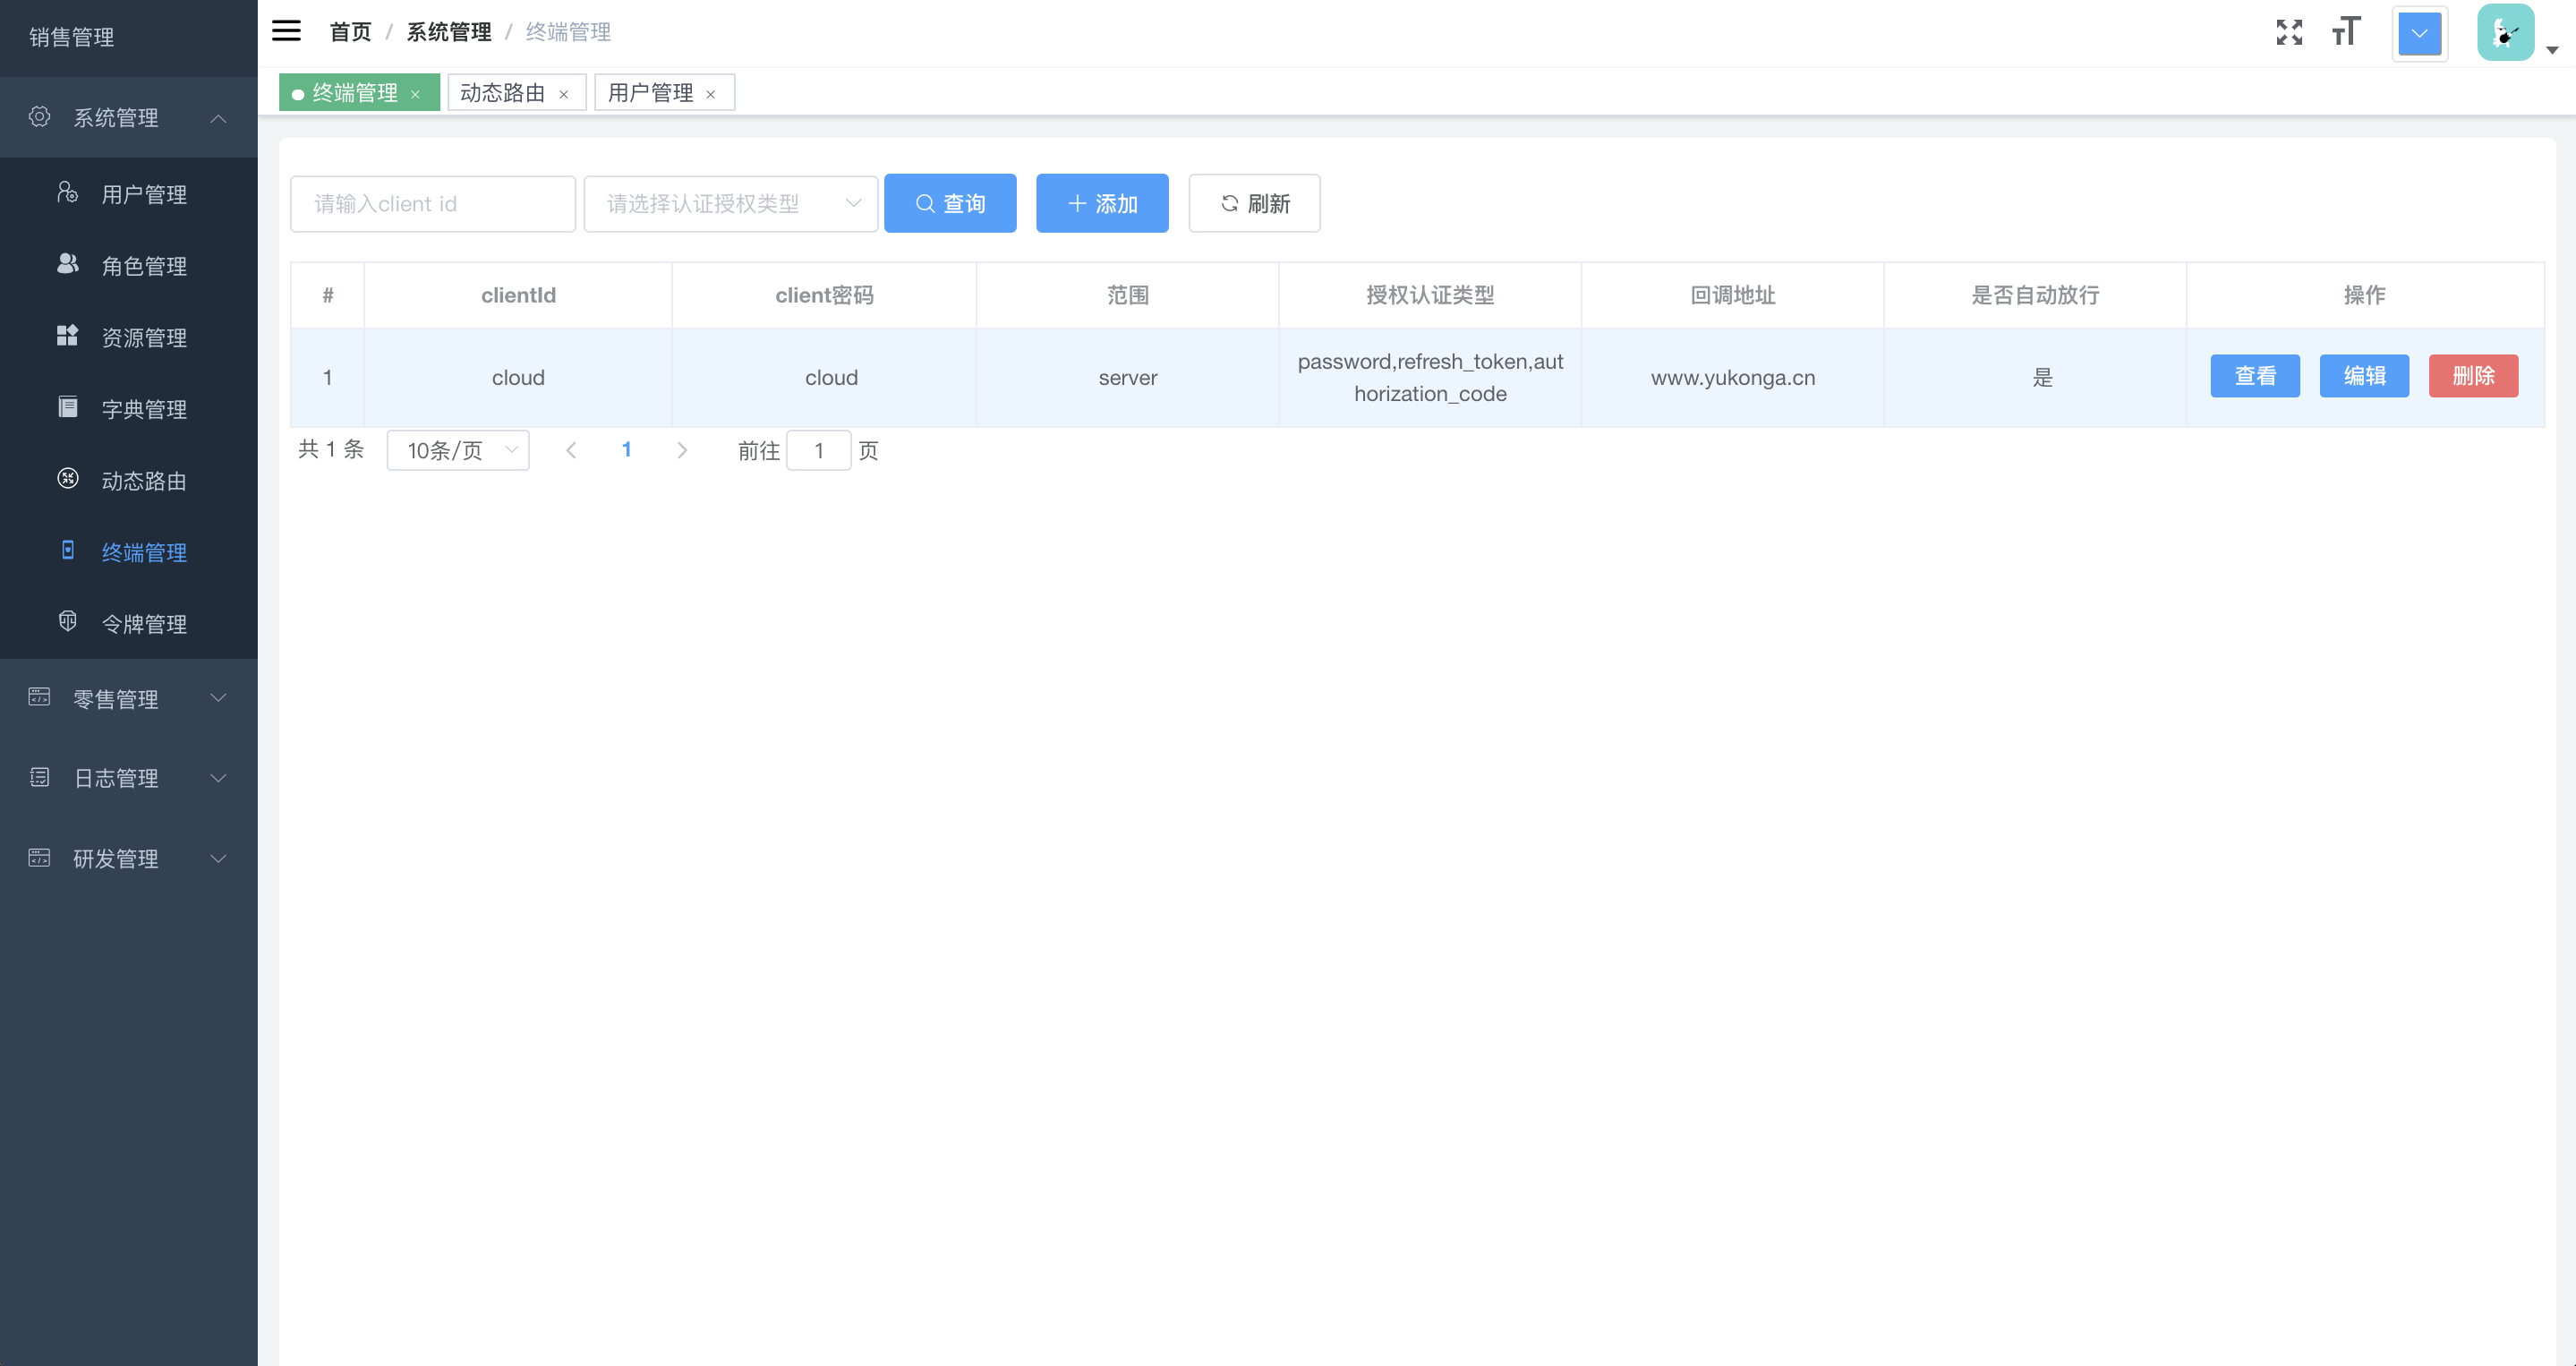 销售管理
系统管理
用户管理
角色管理
资源管理
字典管理
动态路由
终端管理
令牌管理
零售管理
日志管理
研发管理
首页 / 系统管理 / 终端管理
终端管理 × 动态路由 × 用户管理 ×
请输入client id 请选择认证授权类型 查询 添加 刷新
# clientId client密码 范围 授权认证类型 回调地址 是否自动放行 操作
1 cloud cloud server password,refresh_token,aut
horization_code www.yukonga.cn 是 查看 编辑 删除
共 1 条 10条/页 1 前往 1 页